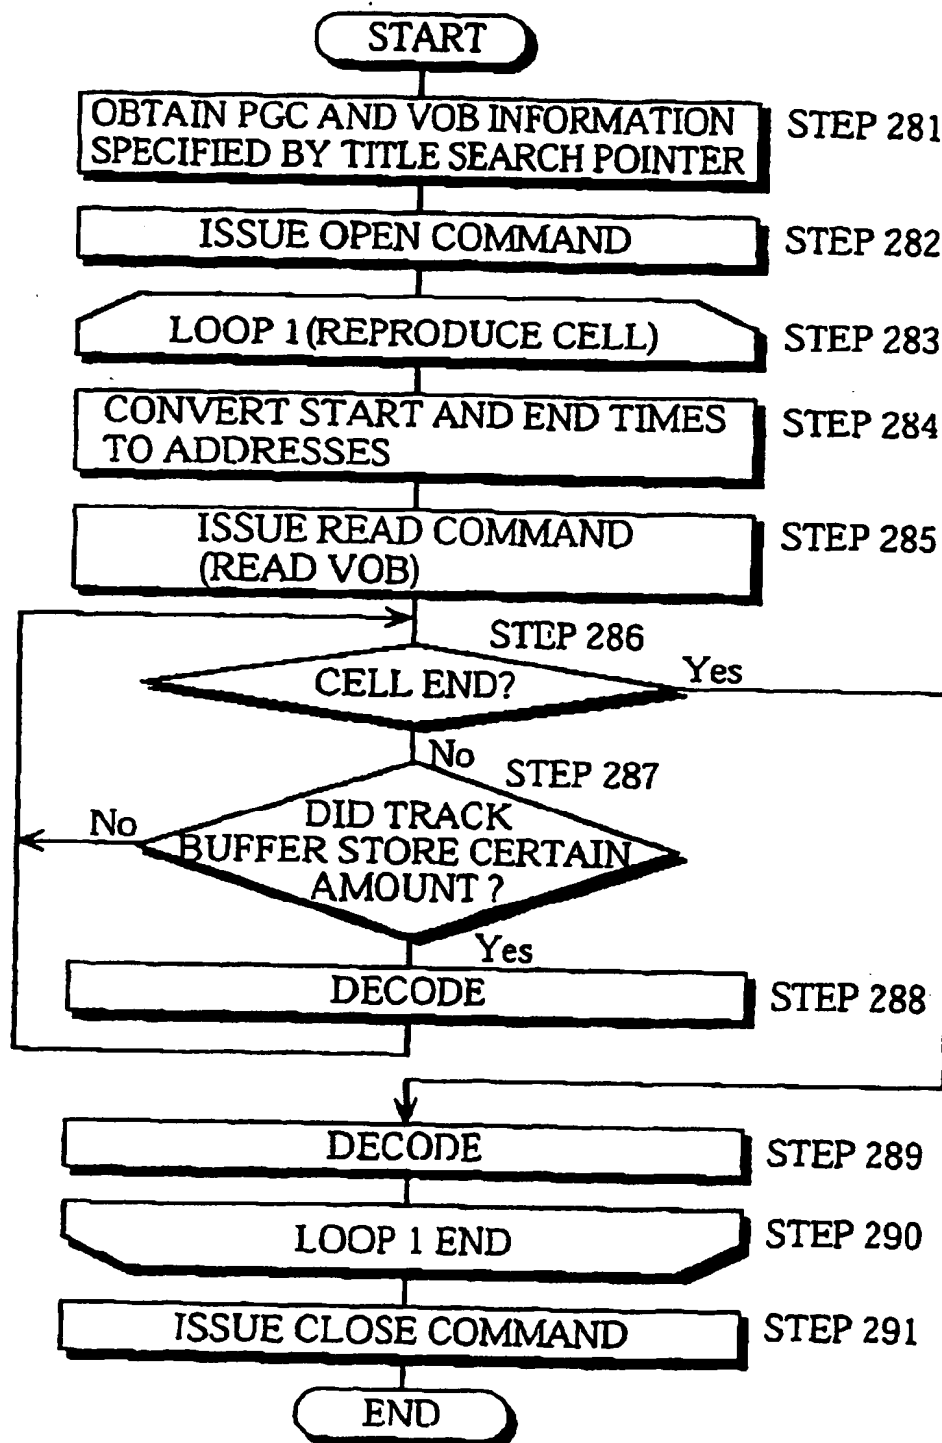 START
OBTAIN PGC AND VOB INFORMATION
SPECIFIED BY TITLE SEARCH POINTER
STEP 281
ISSUE OPEN COMMAND
STEP 282
LOOP 1(REPRODUCE CELL)
STEP 283
CONVERT START AND END TIMES
TO ADDRESSES
STEP 284
ISSUE READ COMMAND
(READ VOB)
STEP 285
STEP 286
CELL END?
Yes
No
STEP 287
No
DID TRACK
BUFFER STORE CERTAIN
AMOUNT ?
Yes
DECODE
STEP 288
DECODE
STEP 289
LOOP 1 END
STEP 290
ISSUE CLOSE COMMAND
STEP 291
END